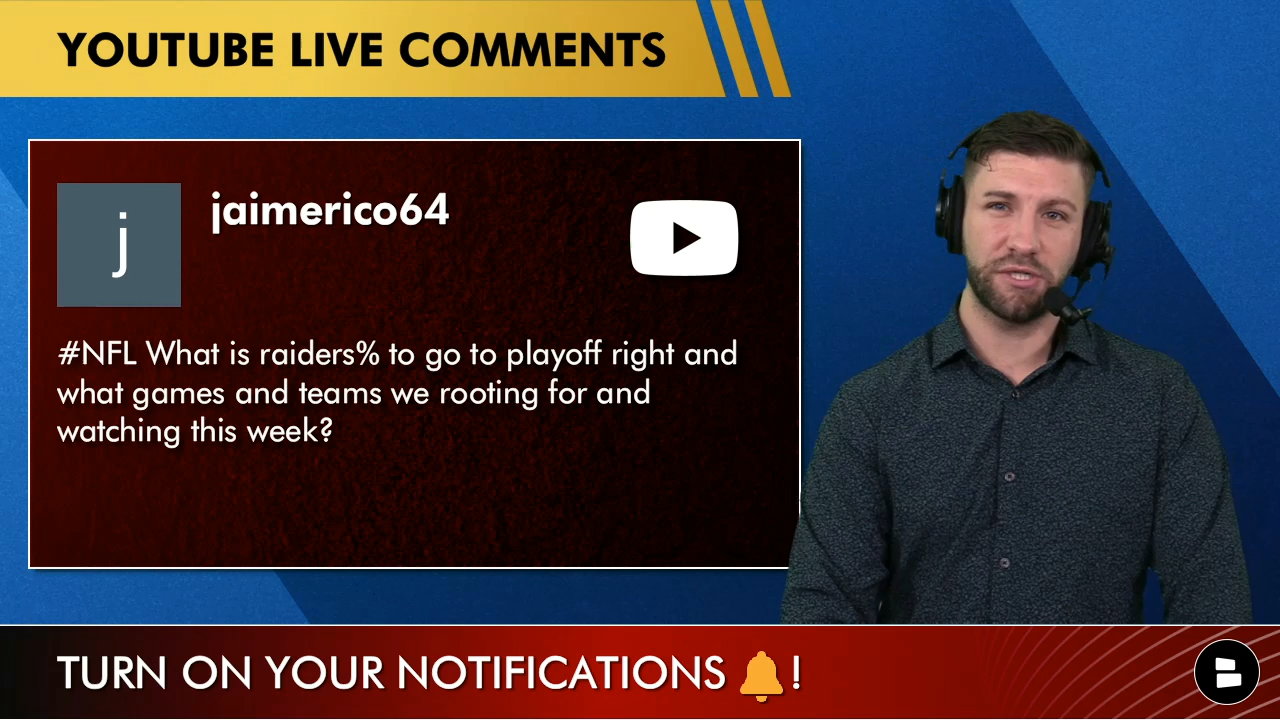 YOUTUBE LIVE COMMENTS
j
jaimerico64
#NFL What is raiders% to go to playoff right and
what games and teams we rooting for and
watching this week?
TURN ON YOUR NOTIFICATIONS 🔔!